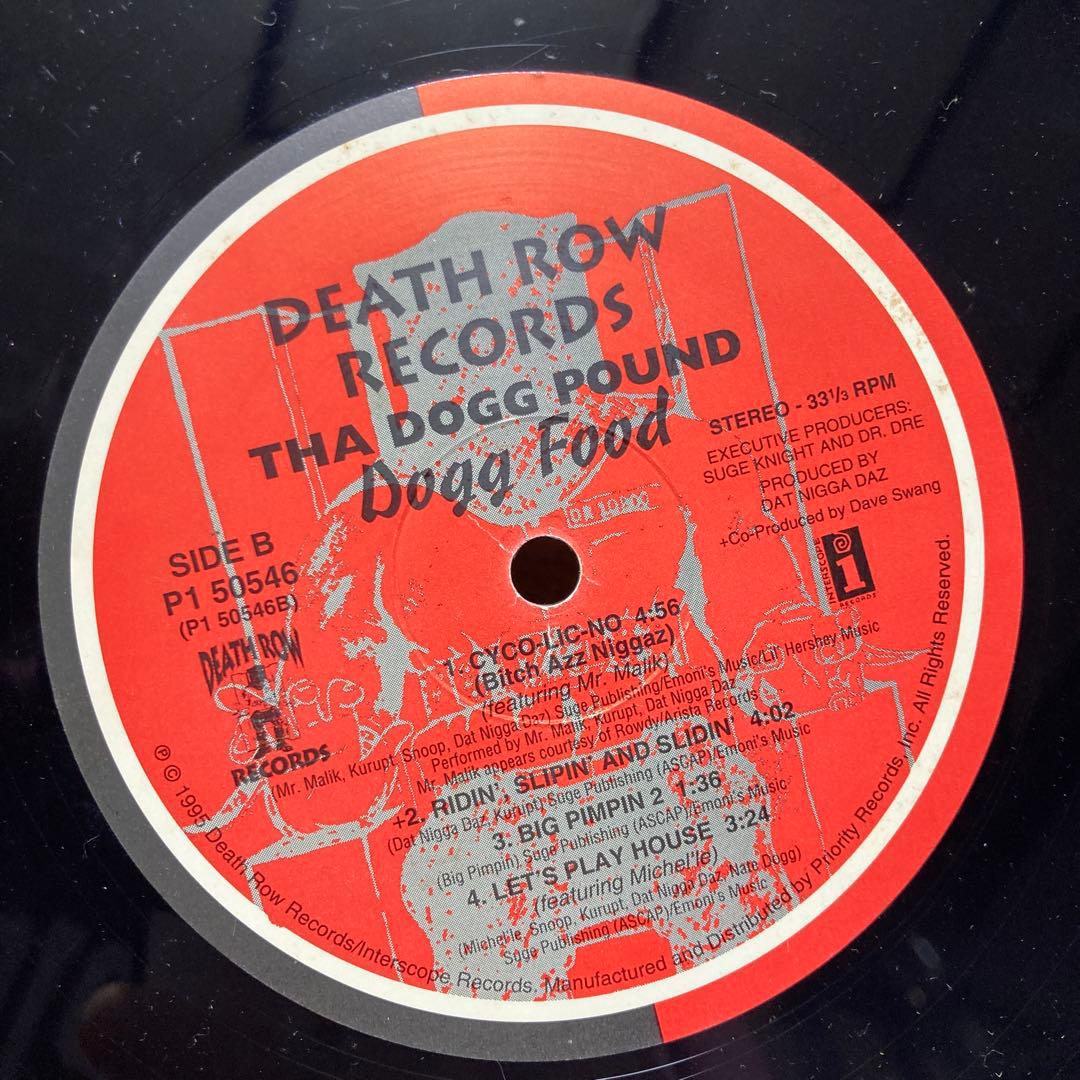 DEATH ROW
RECORDS
THA DOGG POUND
Dogg Food
STEREO - 33⅓ RPM
EXECUTIVE PRODUCERS:
SUGE KNIGHT AND DR. DRE
PRODUCED BY
DAT NIGGA DAZ
+Co-Produced by Dave Swang
INTERSCOPE
RECORDS
SIDE B
P1 50546
(P1 50546B)
DEATH ROW
RECORDS
1. CYCO-LIC-NO 4:56
(Bitch Azz Niggaz)
(featuring Mr. Malik)
(Mr. Malik, Kurupt, Snoop, Dat Nigga Daz) Suge Publishing/Emoni's Music/Lil' Hershey Music
Performed by Mr. Malik, Kurupt, Dat Nigga Daz
Mr. Malik appears courtesy of Rowdy/Arista Records
+2. RIDIN', SLIPIN' AND SLIDIN' 4:02
(Dat Nigga Daz, Kurupt) Suge Publishing (ASCAP)/Emoni's Music
3. BIG PIMPIN 2 1:36
(Big Pimpin) Suge Publishing (ASCAP)/Emoni's Music
4. LET'S PLAY HOUSE 3:24
(featuring Michel'le)
(Michel'le, Snoop, Kurupt, Dat Nigga Daz, Nate Dogg)
Suge Publishing (ASCAP)/Emoni's Music
℗ © 1995 Death Row Records/Interscope Records. Manufactured and Distributed by Priority Records, Inc. All Rights Reserved.